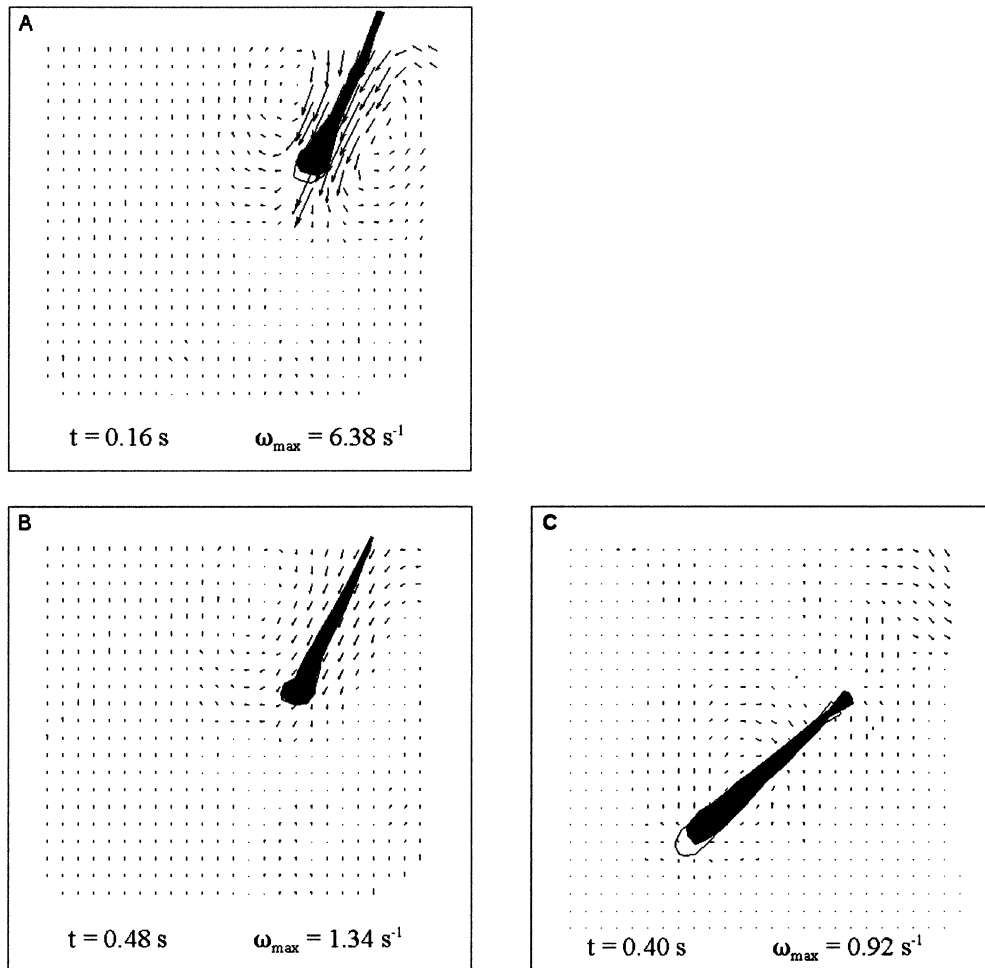 A
t = 0.16 s ω_max = 6.38 s⁻¹
B
t = 0.48 s ω_max = 1.34 s⁻¹
C
t = 0.40 s ω_max = 0.92 s⁻¹